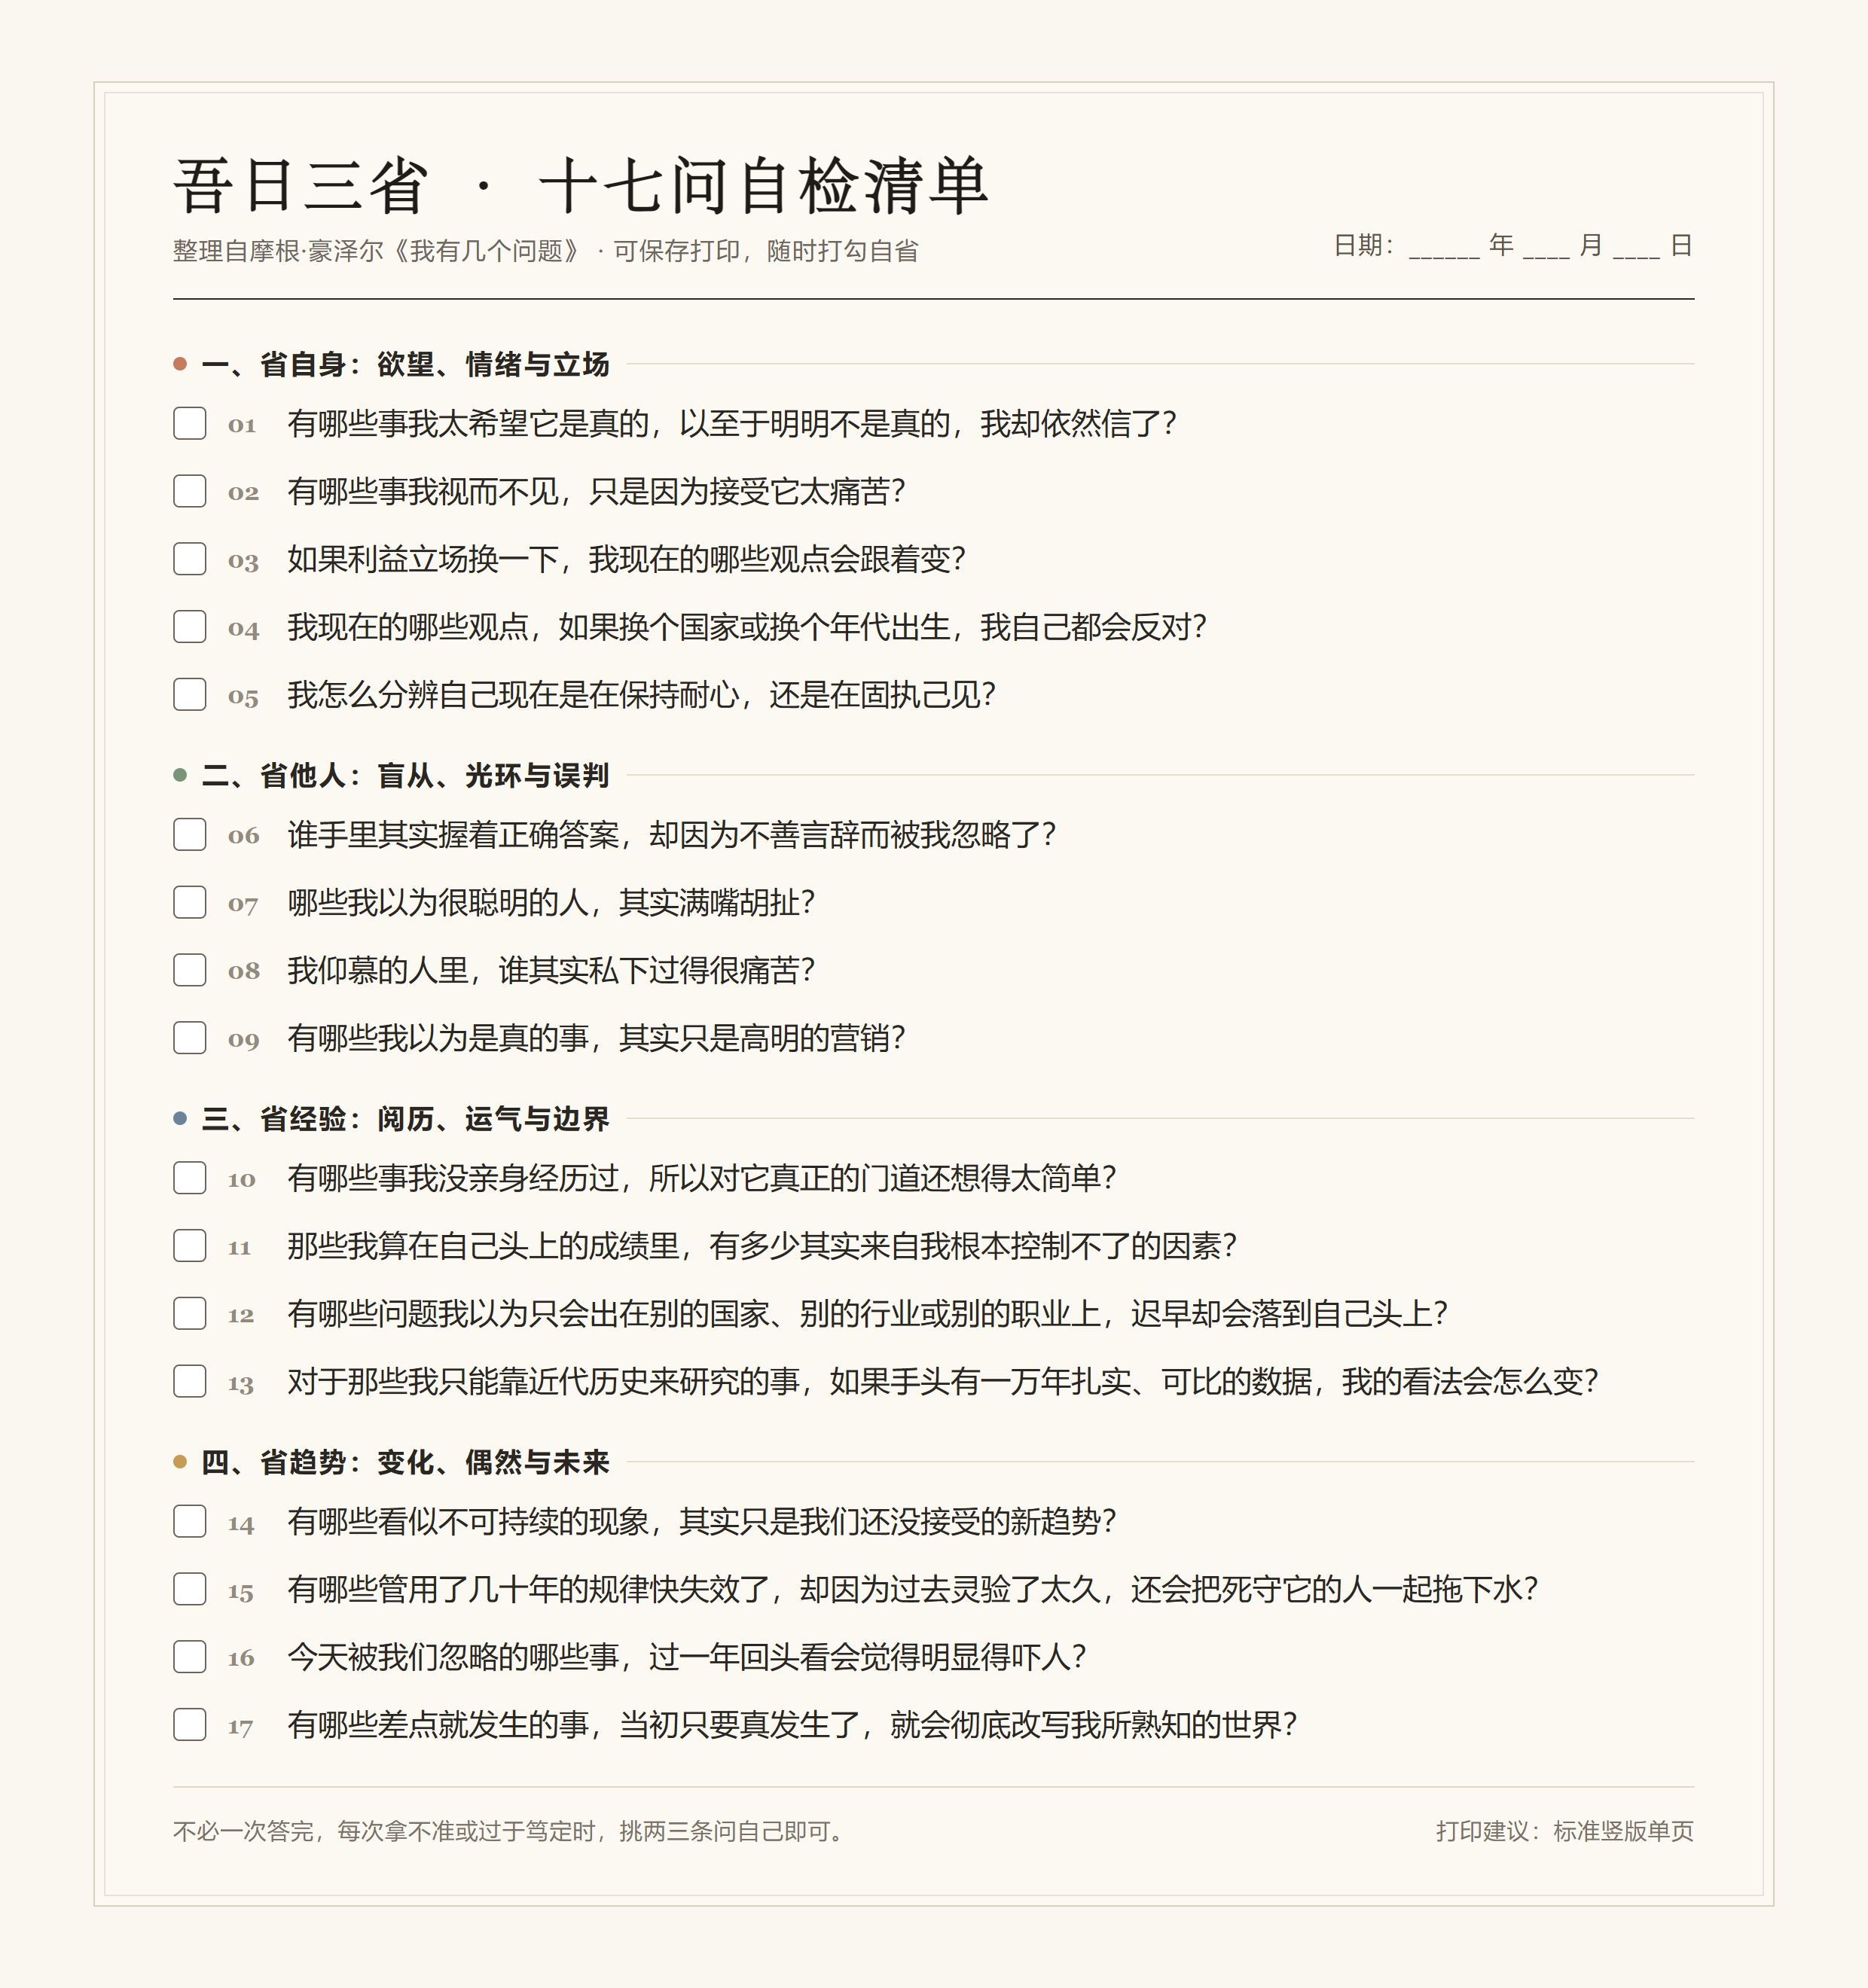 吾日三省 · 十七问自检清单
整理自摩根·豪泽尔《我有几个问题》 · 可保存打印，随时打勾自省
日期：______ 年 ____ 月 ____ 日
一、省自身：欲望、情绪与立场
01 有哪些事我太希望它是真的，以至于明明不是真的，我却依然信了？
02 有哪些事我视而不见，只是因为接受它太痛苦？
03 如果利益立场换一下，我现在的哪些观点会跟着变？
04 我现在的哪些观点，如果换个国家或换个年代出生，我自己都会反对？
05 我怎么分辨自己现在是在保持耐心，还是在固执己见？
二、省他人：盲从、光环与误判
06 谁手里其实握着正确答案，却因为不善言辞而被我忽略了？
07 哪些我以为很聪明的人，其实满嘴胡扯？
08 我仰慕的人里，谁其实私下过得很痛苦？
09 有哪些我以为是真的事，其实只是高明的营销？
三、省经验：阅历、运气与边界
10 有哪些事我没亲身经历过，所以对它真正的门道还想得太简单？
11 那些我算在自己头上的成绩里，有多少其实来自我根本控制不了的因素？
12 有哪些问题我以为只会出在别的国家、别的行业或别的职业上，迟早却会落到自己头上？
13 对于那些我只能靠近代历史来研究的事，如果手头有一万年扎实、可比的数据，我的看法会怎么变？
四、省趋势：变化、偶然与未来
14 有哪些看似不可持续的现象，其实只是我们还没接受的新趋势？
15 有哪些管用了几十年的规律快失效了，却因为过去灵验了太久，还会把死守它的人一起拖下水？
16 今天被我们忽略的哪些事，过一年回头看会觉得明显得吓人？
17 有哪些差点就发生的事，当初只要真发生了，就会彻底改写我所熟知的世界？
不必一次答完，每次拿不准或过于笃定时，挑两三条问自己即可。
打印建议：标准竖版单页